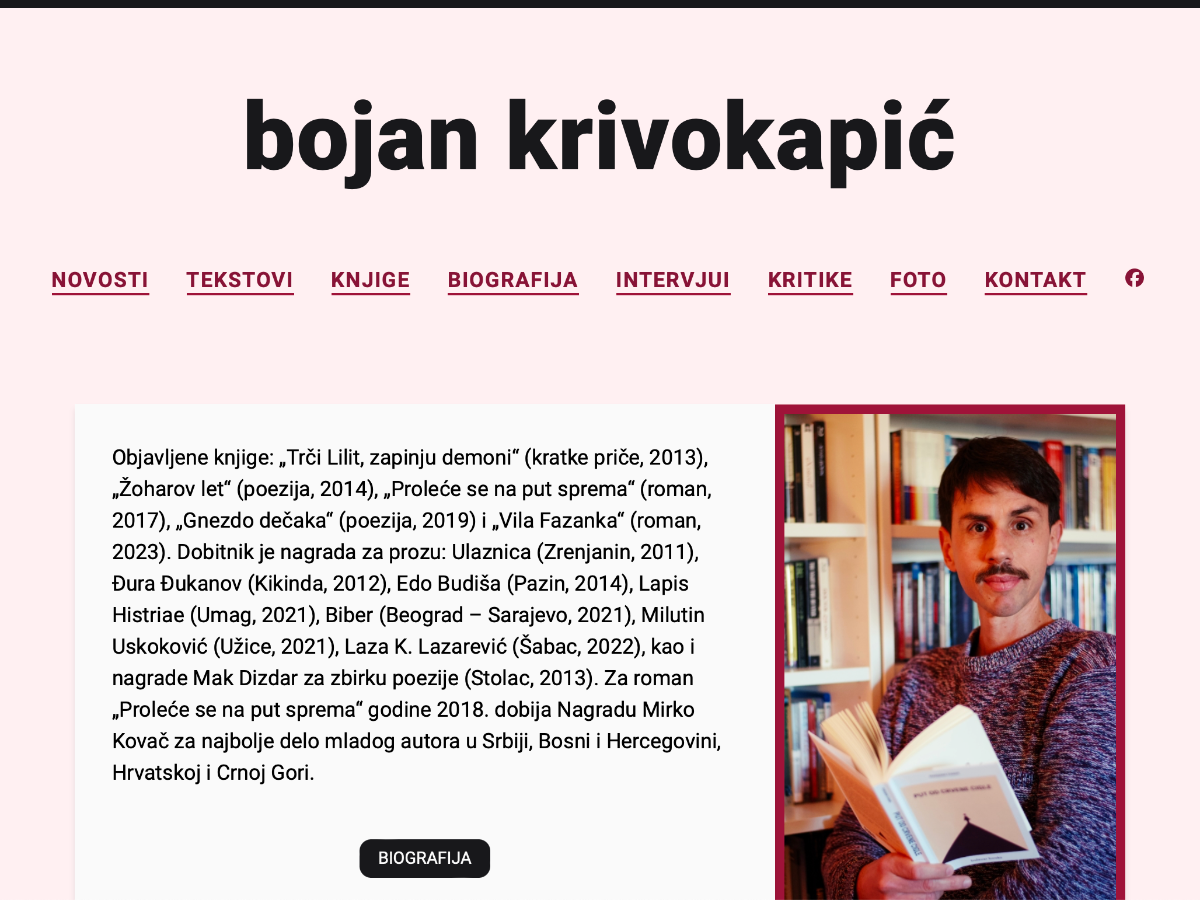 bojan krivokapić
NOVOSTI TEKSTOVI KNJIGE BIOGRAFIJA INTERVJUI KRITIKE FOTO KONTAKT
Objavljene knjige: „Trči Lilit, zapinju demoni“ (kratke priče, 2013),
„Žoharov let“ (poezija, 2014), „Proleće se na put sprema“ (roman,
2017), „Gnezdo dečaka“ (poezija, 2019) i „Vila Fazanka“ (roman,
2023). Dobitnik je nagrada za prozu: Ulaznica (Zrenjanin, 2011),
Đura Đukanov (Kikinda, 2012), Edo Budiša (Pazin, 2014), Lapis
Histriae (Umag, 2021), Biber (Beograd – Sarajevo, 2021), Milutin
Uskoković (Užice, 2021), Laza K. Lazarević (Šabac, 2022), kao i
nagrade Mak Dizdar za zbirku poezije (Stolac, 2013). Za roman
„Proleće se na put sprema“ godine 2018. dobija Nagradu Mirko
Kovač za najbolje delo mladog autora u Srbiji, Bosni i Hercegovini,
Hrvatskoj i Crnoj Gori.
BIOGRAFIJA